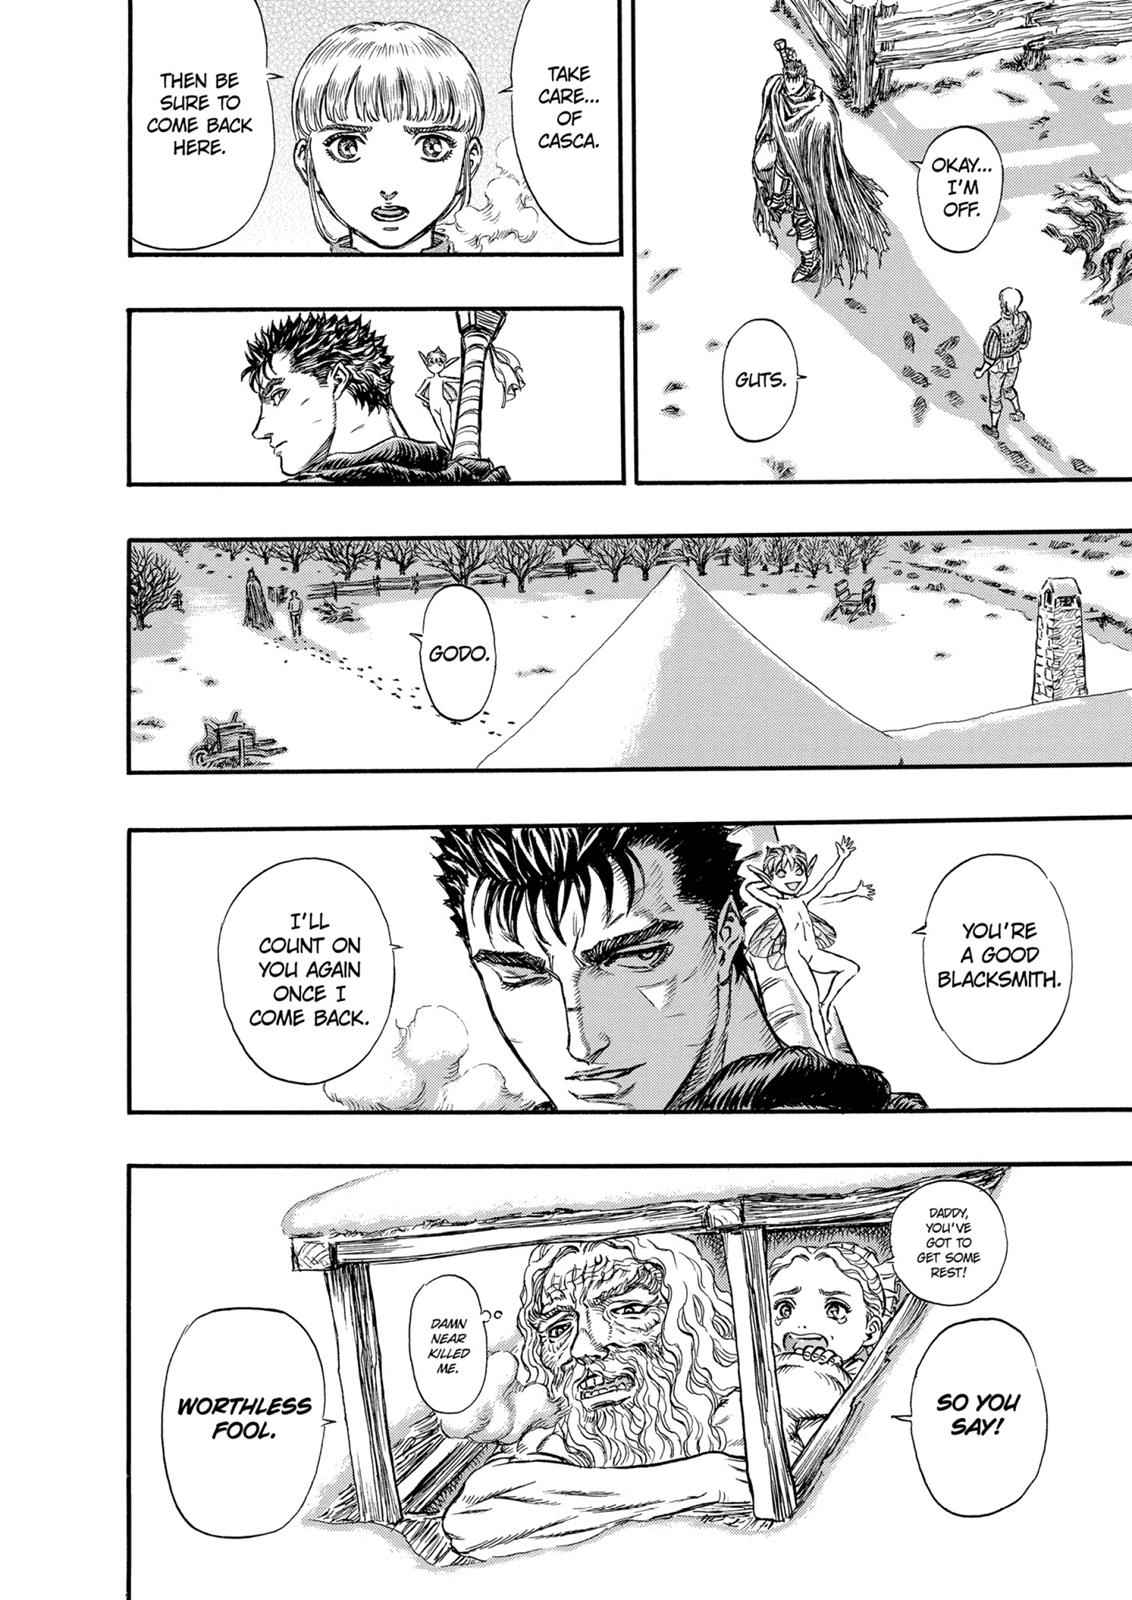 OKAY...
I'M
OFF.
GUTS.
TAKE
CARE...
OF
CASCA.
THEN BE
SURE TO
COME BACK
HERE.
GODO.
YOU'RE
A GOOD
BLACKSMITH.
I'LL
COUNT ON
YOU AGAIN
ONCE I
COME BACK.
DADDY,
YOU'VE
GOT TO
GET SOME
REST!
SO YOU
SAY!
DAMN
NEAR
KILLED
ME.
WORTHLESS
FOOL.